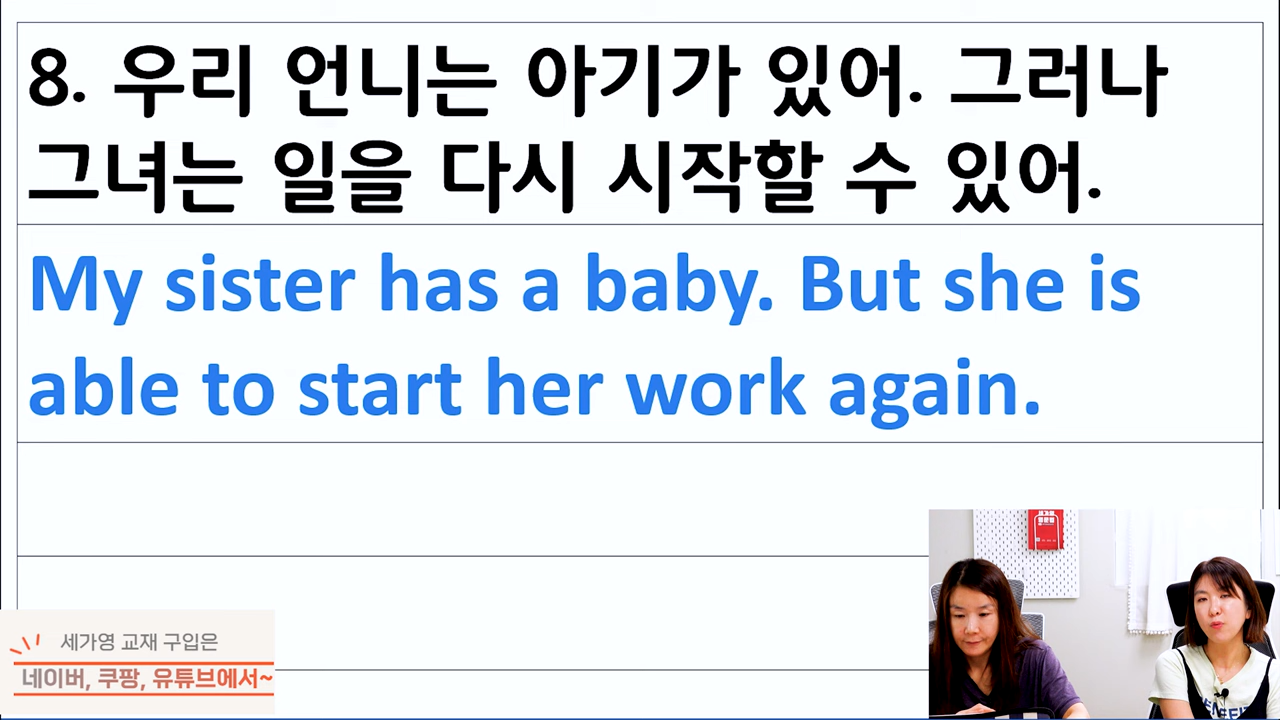 8. 우리 언니는 아기가 있어. 그러나
그녀는 일을 다시 시작할 수 있어.
My sister has a baby. But she is
able to start her work again.
세가영 교재 구입은
네이버, 쿠팡, 유튜브에서~